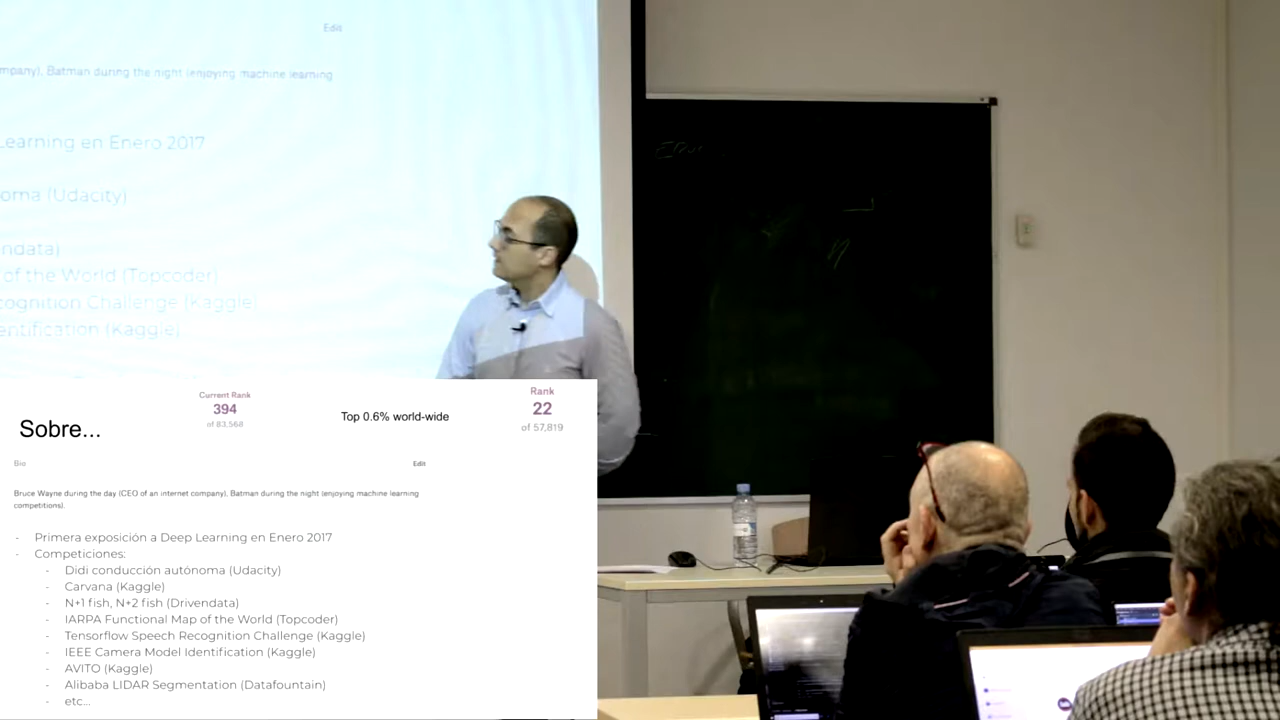 Edit
mpany), Batman during the night (enjoying machine learning
Learning en Enero 2017
oma (Udacity)
ndata)
of the World (Topcoder)
cognition Challenge (Kaggle)
entification (Kaggle)
Sobre...
Current Rank
394
of 83,568
Top 0.6% world-wide
Rank
22
of 57,819
Bio
Edit
Bruce Wayne during the day (CEO of an internet company), Batman during the night (enjoying machine learning
competitions).
- Primera exposición a Deep Learning en Enero 2017
- Competiciones:
- Didi conducción autónoma (Udacity)
- Carvana (Kaggle)
- N+1 fish, N+2 fish (Drivendata)
- IARPA Functional Map of the World (Topcoder)
- Tensorflow Speech Recognition Challenge (Kaggle)
- IEEE Camera Model Identification (Kaggle)
- AVITO (Kaggle)
- Alibaba LIDAR Segmentation (Datafountain)
- etc...